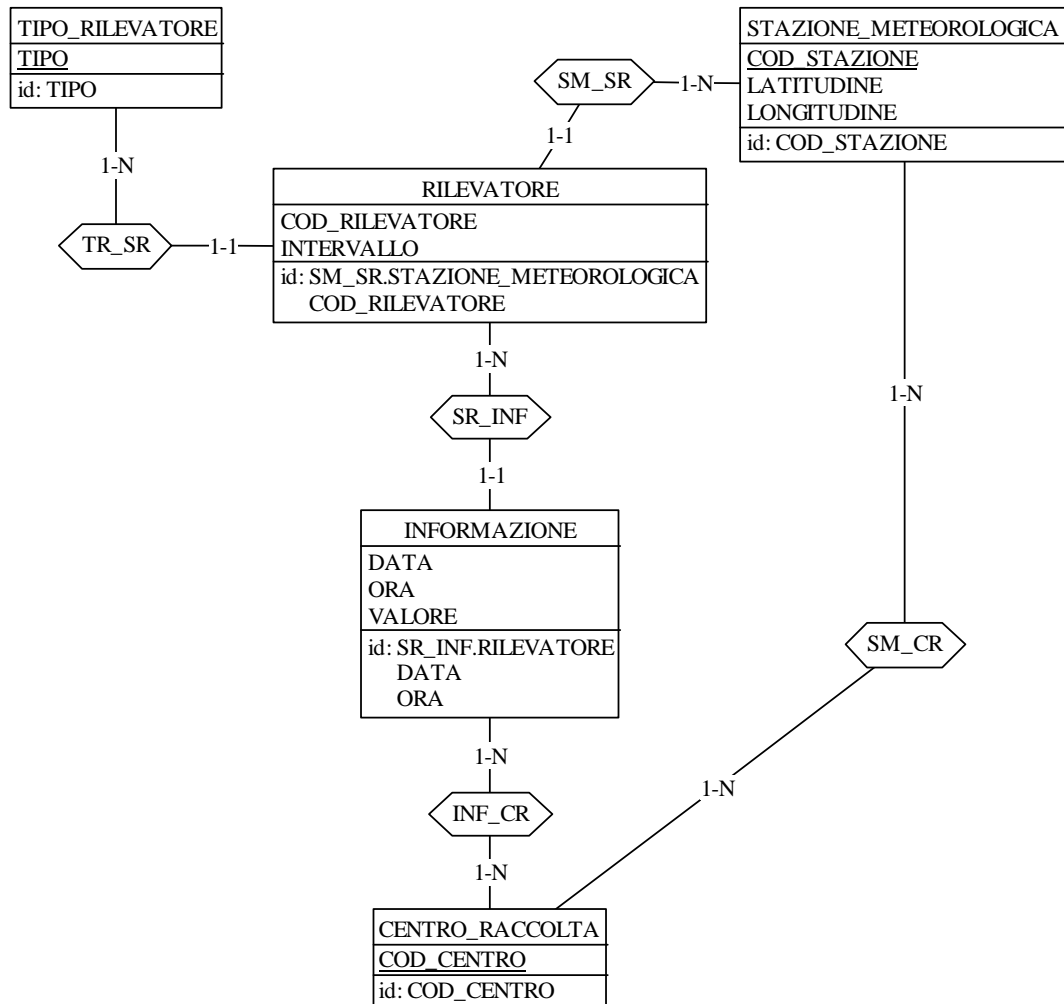 TIPO_RILEVATORE
TIPO
id: TIPO
STAZIONE_METEOROLOGICA
COD_STAZIONE
LATITUDINE
LONGITUDINE
id: COD_STAZIONE
SM_SR
1-N
1-1
1-N
TR_SR
1-1
RILEVATORE
COD_RILEVATORE
INTERVALLO
id: SM_SR.STAZIONE_METEOROLOGICA
COD_RILEVATORE
1-N
SR_INF
1-1
1-N
INFORMAZIONE
DATA
ORA
VALORE
id: SR_INF.RILEVATORE
DATA
ORA
SM_CR
1-N
1-N
INF_CR
1-N
CENTRO_RACCOLTA
COD_CENTRO
id: COD_CENTRO